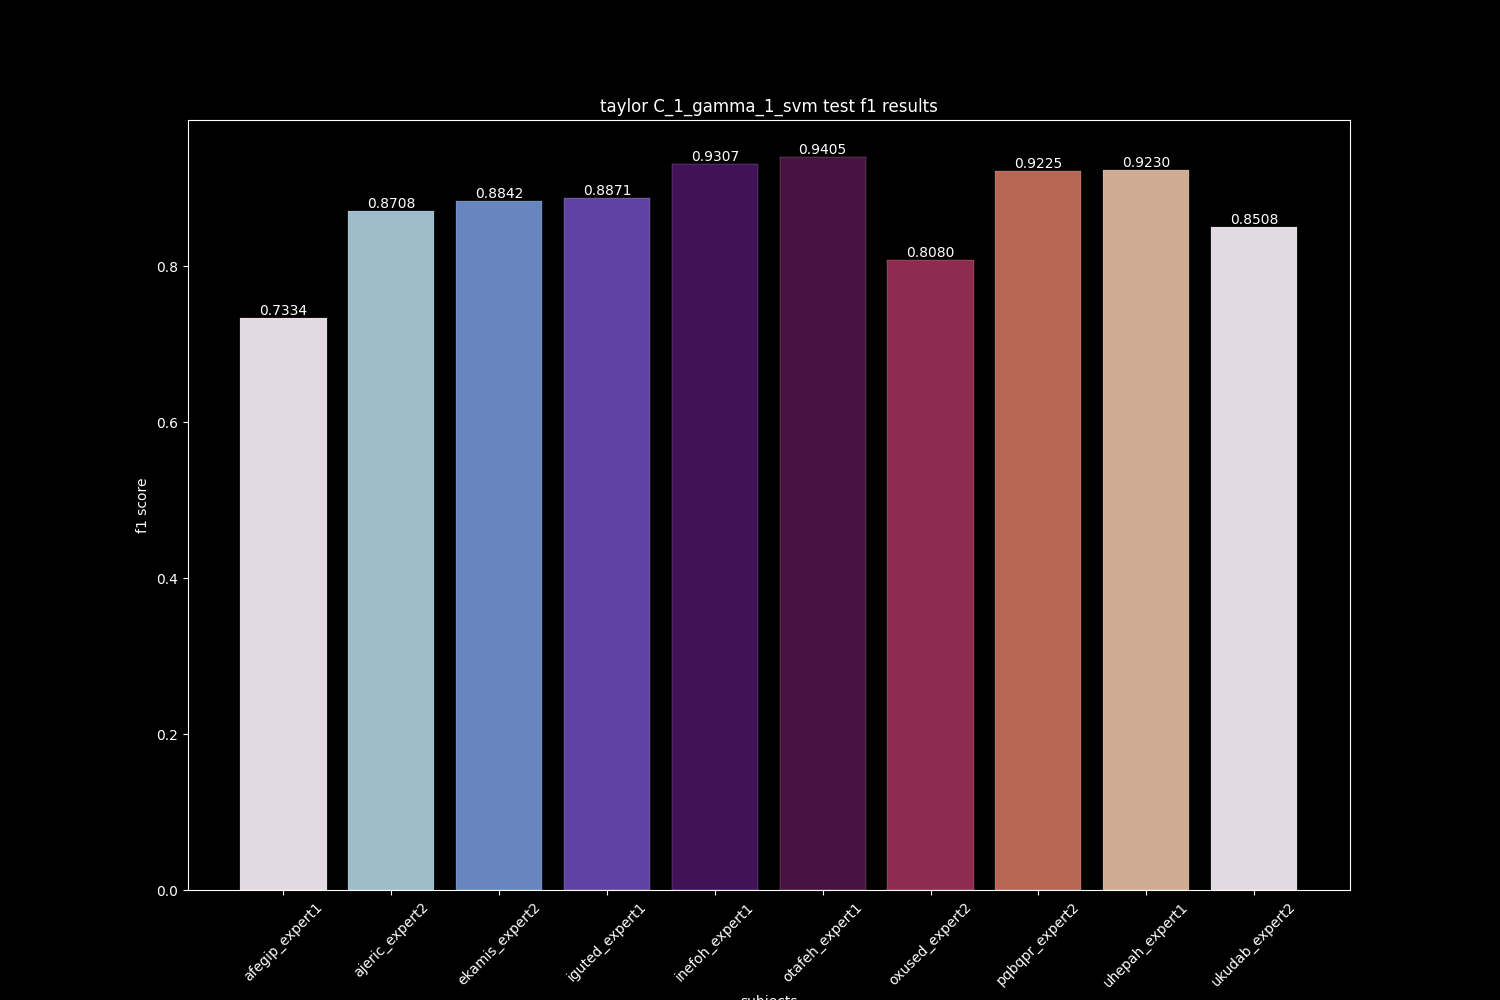 taylor C_1_gamma_1_svm test f1 results
0.7334
0.8708
0.8842
0.8871
0.9307
0.9405
0.8080
0.9225
0.9230
0.8508
0.8
0.6
0.4
0.2
0.0
f1 score
afegip_expert1
ajeric_expert2
ekamis_expert2
iguted_expert1
inefoh_expert1
otafeh_expert1
oxused_expert2
pqbqpr_expert2
uhepah_expert1
ukudab_expert2
subjects